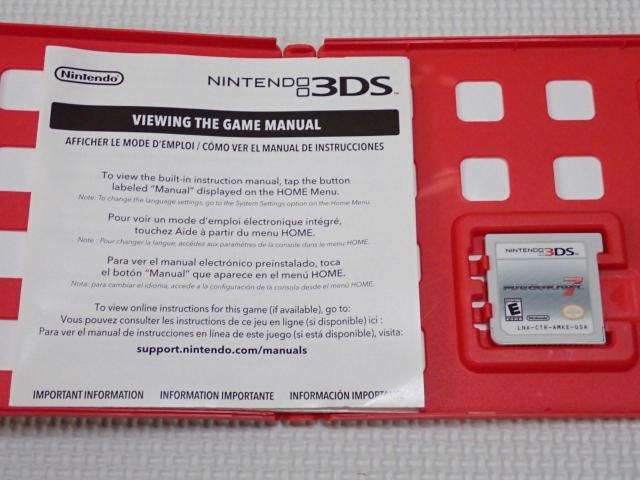 Nintendo
NINTENDO 3DS™
VIEWING THE GAME MANUAL
AFFICHER LE MODE D'EMPLOI / CÓMO VER EL MANUAL DE INSTRUCCIONES
To view the built-in instruction manual, tap the button
labeled "Manual" displayed on the HOME Menu.
Note: To change the language settings, go to the System Settings option on the Home Menu.
Pour voir un mode d'emploi électronique intégré,
touchez Aide à partir du menu HOME.
Note : Pour changer la langue, accédez aux paramètres de la console dans le menu HOME.
Para ver el manual electrónico preinstalado, toca
el botón "Manual" que aparece en el menú HOME.
Nota: para cambiar el idioma, accede a la configuración de la consola desde el menú HOME.
To view online instructions for this game (if available), go to:
Vous pouvez consulter les instructions de ce jeu en ligne (si disponible) ici :
Para ver el manual de instrucciones en línea de este juego (si está disponible), visita:
support.nintendo.com/manuals
IMPORTANT INFORMATION INFORMATION IMPORTANTE INFORMACIÓN IMPORTA
NINTENDO 3DS
MARIO KART 7
E
Nintendo
LNA-CTR-AMKE-USA